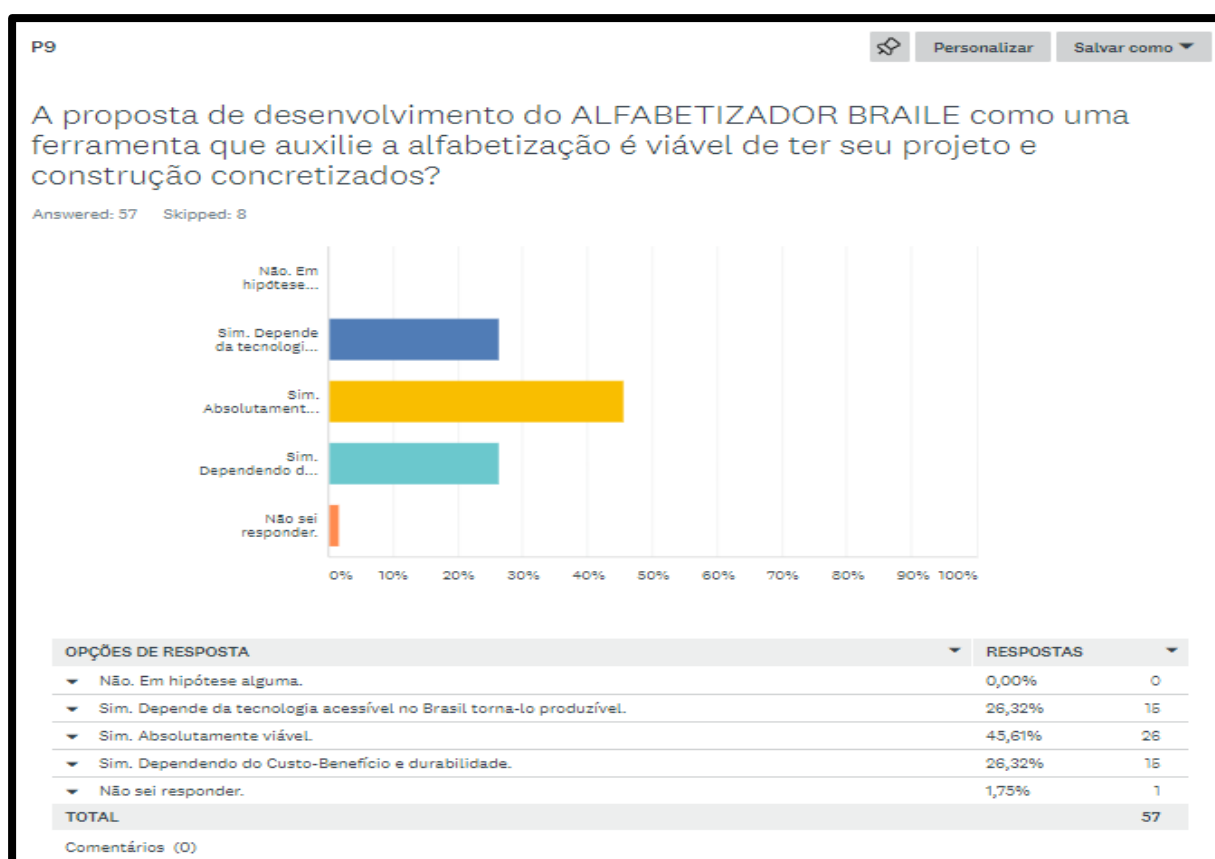 P9
Personalizar
Salvar como
A proposta de desenvolvimento do ALFABETIZADOR BRAILE como uma
ferramenta que auxilie a alfabetização é viável de ter seu projeto e
construção concretizados?
Answered: 57 Skipped: 8
Não. Em
hipótese...
Sim. Depende
da tecnologi...
Sim.
Absolutament...
Sim.
Dependendo d...
Não sei
responder.
0% 10% 20% 30% 40% 50% 60% 70% 80% 90% 100%
OPÇÕES DE RESPOSTA RESPOSTAS
Não. Em hipótese alguma. 0,00% 0
Sim. Depende da tecnologia acessível no Brasil torna-lo produzível. 26,32% 15
Sim. Absolutamente viável. 45,61% 26
Sim. Dependendo do Custo-Benefício e durabilidade. 26,32% 15
Não sei responder. 1,75% 1
TOTAL 57
Comentários (0)